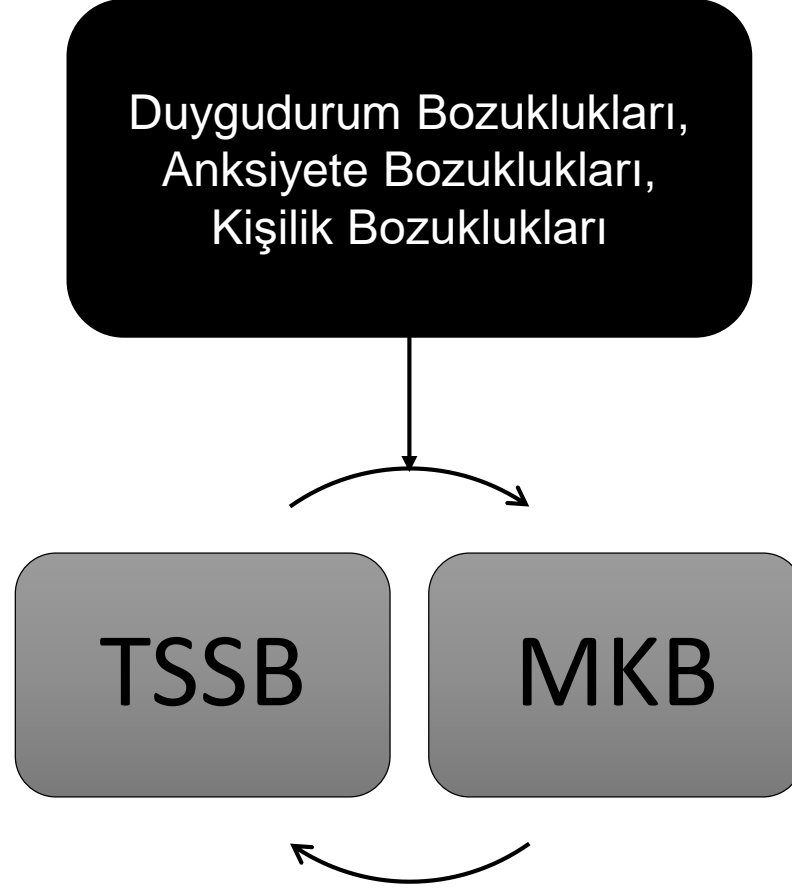 Duygudurum Bozuklukları,
Anksiyete Bozuklukları,
Kişilik Bozuklukları
TSSB
MKB